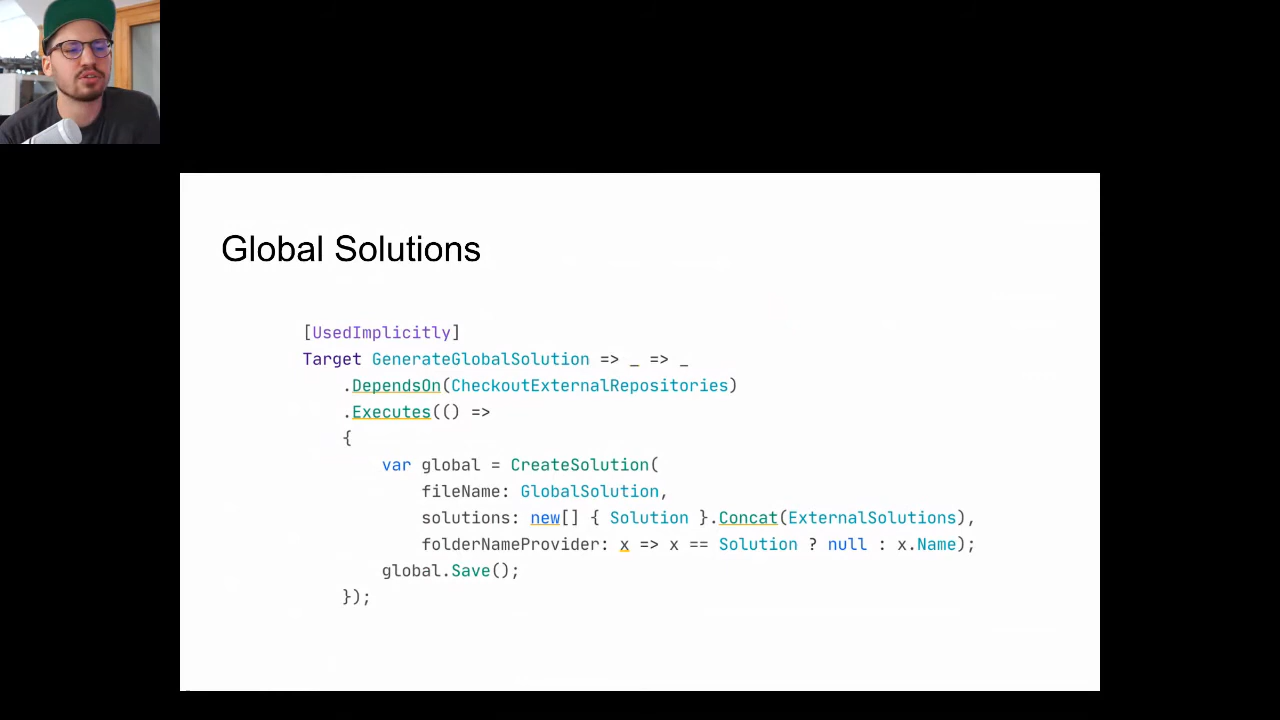 Global Solutions
[UsedImplicitly]
Target GenerateGlobalSolution => _ => _
    .DependsOn(CheckoutExternalRepositories)
    .Executes(() =>
    {
        var global = CreateSolution(
            fileName: GlobalSolution,
            solutions: new[] { Solution }.Concat(ExternalSolutions),
            folderNameProvider: x => x == Solution ? null : x.Name);
        global.Save();
    });